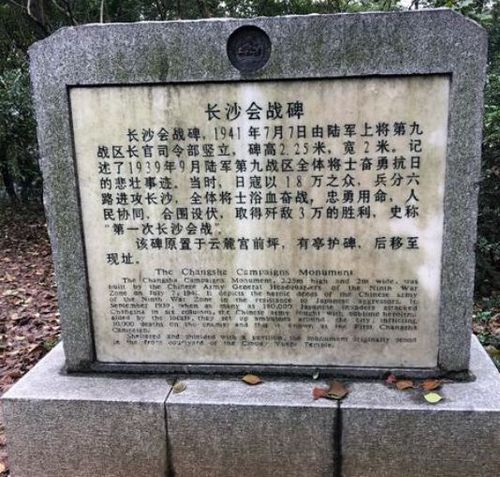 长沙会战碑
长沙会战碑，1941年7月7日由陆军上将第九
战区长官司令部竖立，碑高2.25米，宽2米。记
述了1939年9月陆军第九战区全体将士奋勇抗日
的悲壮事迹。当时，日寇以18万之众，兵分六
路进攻长沙，全体将士浴血奋战，忠勇用命，人
民协同，合围设伏，取得歼敌3万的胜利，史称
“第一次长沙会战”。
该碑原置于云麓宫前坪，有亭护碑，后移至
现址。
The Changsha Campaigns Monument
The Changsha Campaigns Monument, 2.25m high and 2m wide, was
built by the Chinese Army General Headquarters of the Ninth War
Zone on July 7, 1941. It depicts the heroic deeds of the Chinese army
of the Ninth War Zone in the resistance to Japanese aggressors. In
September 1939, when as many as 180,000 Japanese invaders attacked
Changsha in six columns, the Chinese army fought with sublime heroism,
aided by the locals, they set up ambushes around the city, inflicting
30,000 deaths on the enemy and this is known as the First Changsha
Campaign.
Sheltered and shielded with a pavilion, the monument originally stood
in the front courtyard of the Temple.